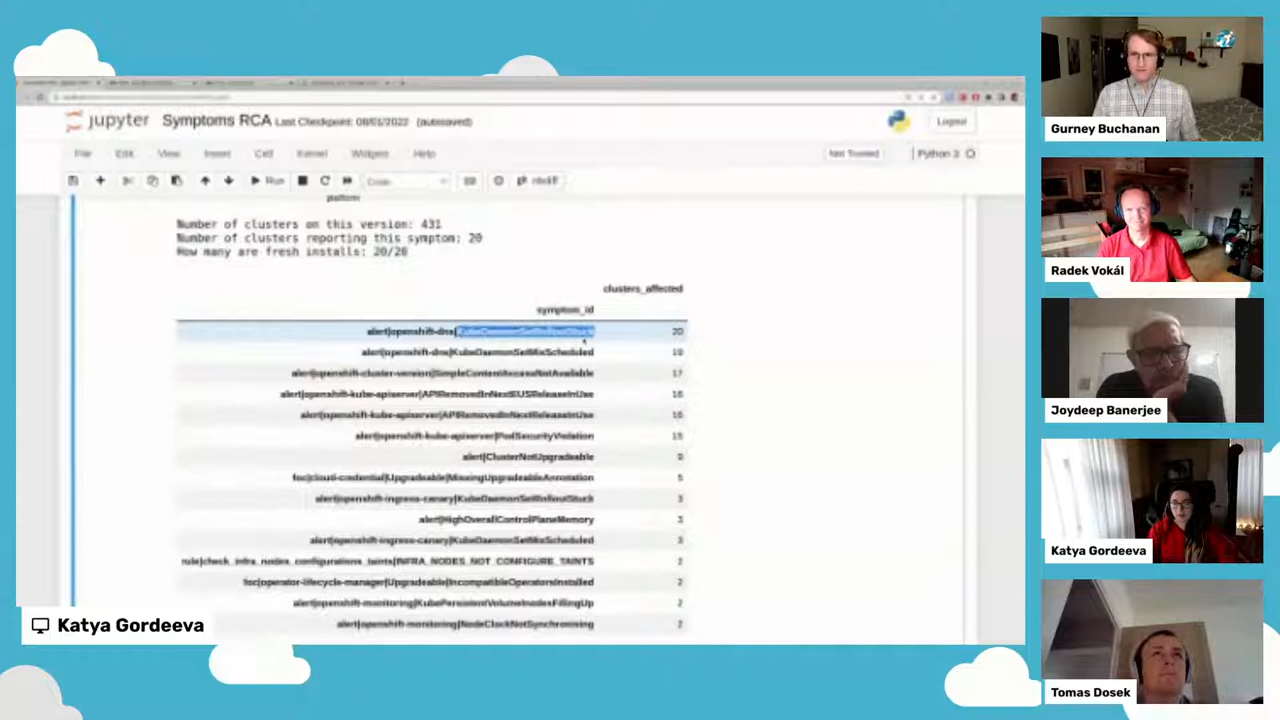 jupyter Symptoms RCA Last Checkpoint: 08/01/2022 (autosaved)
Logout
File Edit View Insert Cell Kernel Widgets Help
Not Trusted
Python 3
Run
Code
nbdiff
platform
Number of clusters on this version: 431
Number of clusters reporting this symptom: 20
How many are fresh installs: 20/20
clusters_affected
symptom_id
alert|openshift-dns|KubeDaemonSetRolloutStuck 20
alert|openshift-dns|KubeDaemonSetMisScheduled 19
alert|openshift-cluster-version|SimpleContentAccessNotAvailable 17
alert|openshift-kube-apiserver|APIRemovedInNextEUSReleaseInUse 16
alert|openshift-kube-apiserver|APIRemovedInNextReleaseInUse 16
alert|openshift-kube-apiserver|PodSecurityViolation 15
alert|ClusterNotUpgradeable 9
foc|cloud-credential|Upgradeable|MissingUpgradeableAnnotation 5
alert|openshift-ingress-canary|KubeDaemonSetRolloutStuck 3
alert|HighOverallControlPlaneMemory 3
alert|openshift-ingress-canary|KubeDaemonSetMisScheduled 3
rule|check_infra_nodes_configurations_taints|INFRA_NODES_NOT_CONFIGURE_TAINTS 2
foc|operator-lifecycle-manager|Upgradeable|IncompatibleOperatorsInstalled 2
alert|openshift-monitoring|KubePersistentVolumeInodesFillingUp 2
alert|openshift-monitoring|NodeClockNotSynchronising 2
Katya Gordeeva
Gurney Buchanan
Radek Vokál
Joydeep Banerjee
Katya Gordeeva
Tomas Dosek